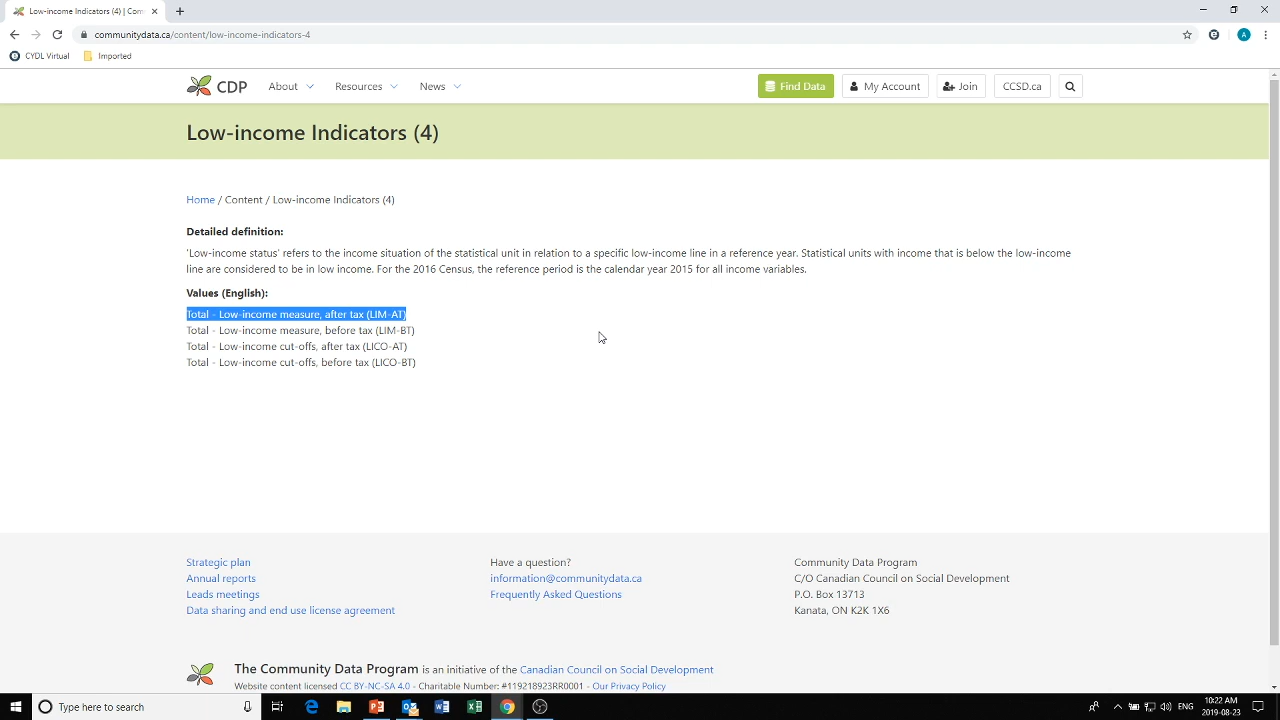 Low-income Indicators (4) | Com
communitydata.ca/content/low-income-indicators-4
A
CYDL Virtual
Imported
CDP
About
Resources
News
Find Data
My Account
Join
CCSD.ca
Low-income Indicators (4)
Home / Content / Low-income Indicators (4)
Detailed definition:
'Low-income status' refers to the income situation of the statistical unit in relation to a specific low-income line in a reference year. Statistical units with income that is below the low-income
line are considered to be in low income. For the 2016 Census, the reference period is the calendar year 2015 for all income variables.
Values (English):
Total - Low-income measure, after tax (LIM-AT)
Total - Low-income measure, before tax (LIM-BT)
Total - Low-income cut-offs, after tax (LICO-AT)
Total - Low-income cut-offs, before tax (LICO-BT)
Strategic plan
Annual reports
Leads meetings
Data sharing and end use license agreement
Have a question?
information@communitydata.ca
Frequently Asked Questions
Community Data Program
C/O Canadian Council on Social Development
P.O. Box 13713
Kanata, ON K2K 1X6
The Community Data Program is an initiative of the Canadian Council on Social Development
Website content licensed CC BY-NC-SA 4.0 - Charitable Number: #119218923RR0001 - Our Privacy Policy
Type here to search
ENG
10:22 AM
2019-08-23